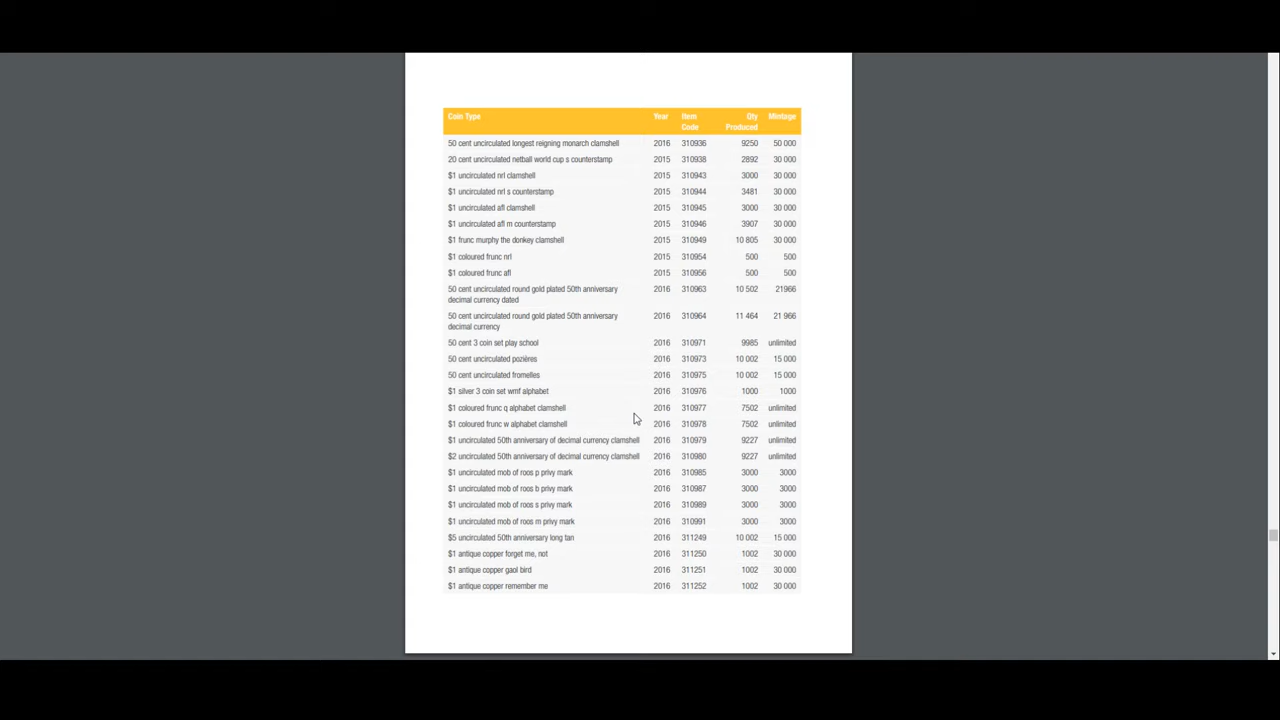 Coin Type Year Item Code Qty Produced Mintage
50 cent uncirculated longest reigning monarch clamshell 2016 310936 9250 50 000
20 cent uncirculated netball world cup s counterstamp 2015 310938 2892 30 000
$1 uncirculated nrl clamshell 2015 310943 3000 30 000
$1 uncirculated nrl s counterstamp 2015 310944 3481 30 000
$1 uncirculated afl clamshell 2015 310945 3000 30 000
$1 uncirculated afl m counterstamp 2015 310946 3907 30 000
$1 frunc murphy the donkey clamshell 2015 310949 10 805 30 000
$1 coloured frunc nrl 2015 310954 500 500
$1 coloured frunc afl 2015 310956 500 500
50 cent uncirculated round gold plated 50th anniversary 2016 310963 10 502 21966
decimal currency dated
50 cent uncirculated round gold plated 50th anniversary 2016 310964 11 464 21 966
decimal currency
50 cent 3 coin set play school 2016 310971 9985 unlimited
50 cent uncirculated pozières 2016 310973 10 002 15 000
50 cent uncirculated fromelles 2016 310975 10 002 15 000
$1 silver 3 coin set wmf alphabet 2016 310976 1000 1000
$1 coloured frunc q alphabet clamshell 2016 310977 7502 unlimited
$1 coloured frunc w alphabet clamshell 2016 310978 7502 unlimited
$1 uncirculated 50th anniversary of decimal currency clamshell 2016 310979 9227 unlimited
$2 uncirculated 50th anniversary of decimal currency clamshell 2016 310980 9227 unlimited
$1 uncirculated mob of roos p privy mark 2016 310985 3000 3000
$1 uncirculated mob of roos b privy mark 2016 310987 3000 3000
$1 uncirculated mob of roos s privy mark 2016 310989 3000 3000
$1 uncirculated mob of roos m privy mark 2016 310991 3000 3000
$5 uncirculated 50th anniversary long tan 2016 311249 10 002 15 000
$1 antique copper forget me, not 2016 311250 1002 30 000
$1 antique copper gaol bird 2016 311251 1002 30 000
$1 antique copper remember me 2016 311252 1002 30 000